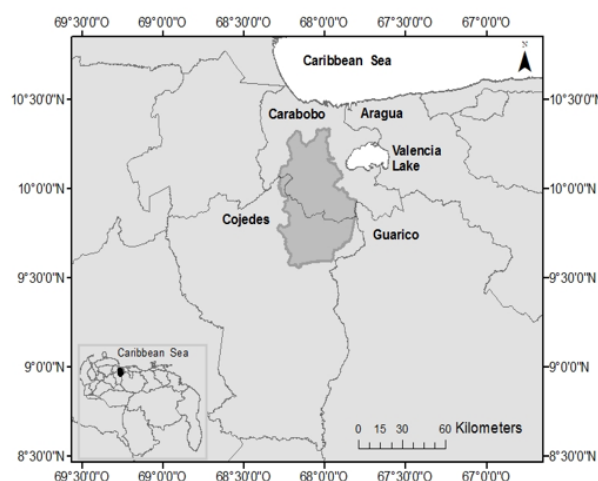 69°30'0"W 69°0'0"W 68°30'0"W 68°0'0"W 67°30'0"W 67°0'0"W
Caribbean Sea
N
10°30'0"N 10°30'0"N
Carabobo Aragua
Valencia
Lake
10°0'0"N 10°0'0"N
Cojedes
Guarico
9°30'0"N 9°30'0"N
Caribbean Sea
9°0'0"N 9°0'0"N
0 15 30 60 Kilometers
8°30'0"N 8°30'0"N
69°30'0"W 69°0'0"W 68°30'0"W 68°0'0"W 67°30'0"W 67°0'0"W